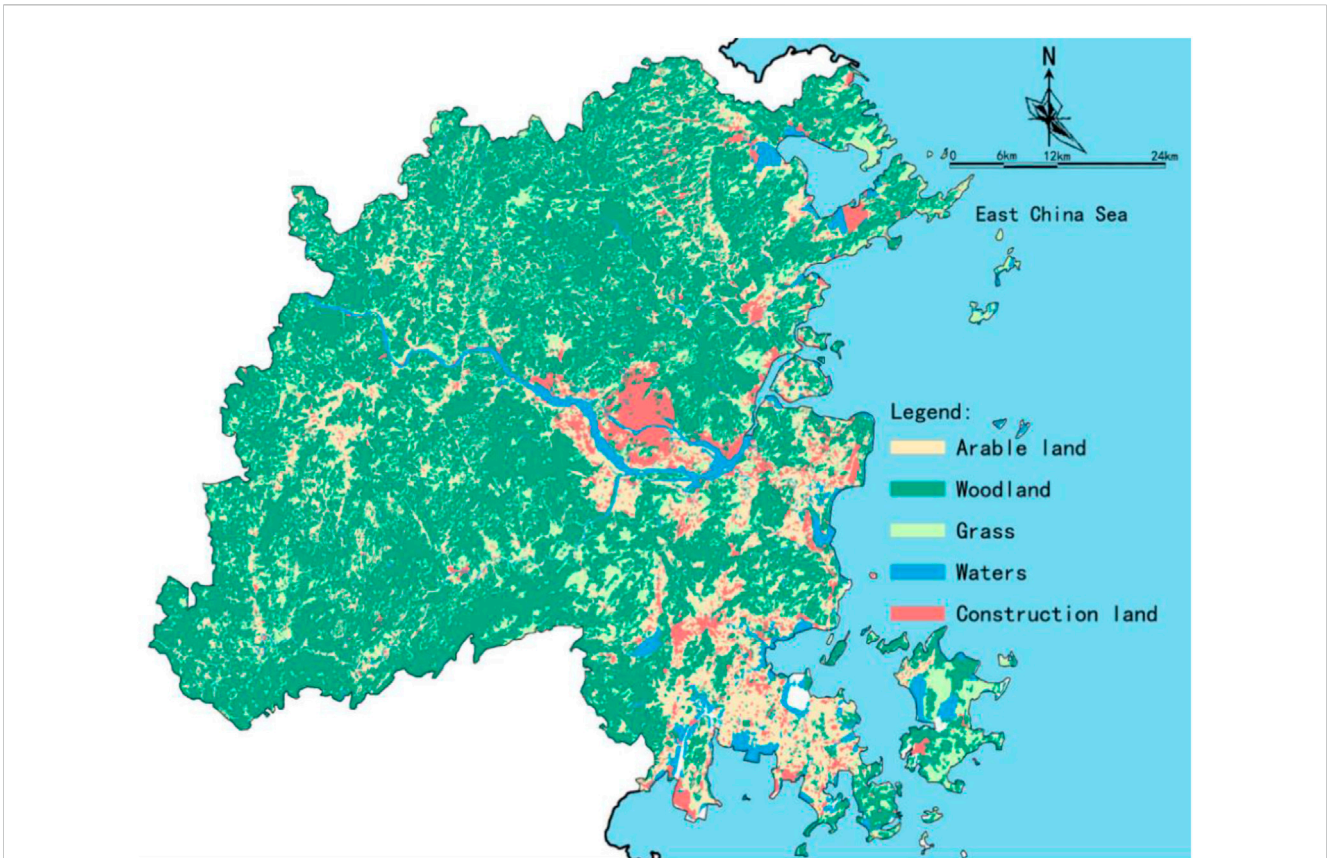 N
0 6km 12km 24km
East China Sea
Legend:
Arable land
Woodland
Grass
Waters
Construction land